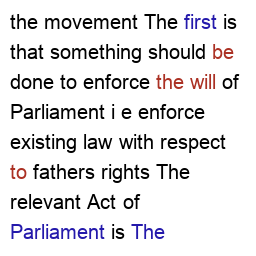 the movement The first is
that something should be
done to enforce the will of
Parliament i e enforce
existing law with respect
to fathers rights The
relevant Act of
Parliament is The